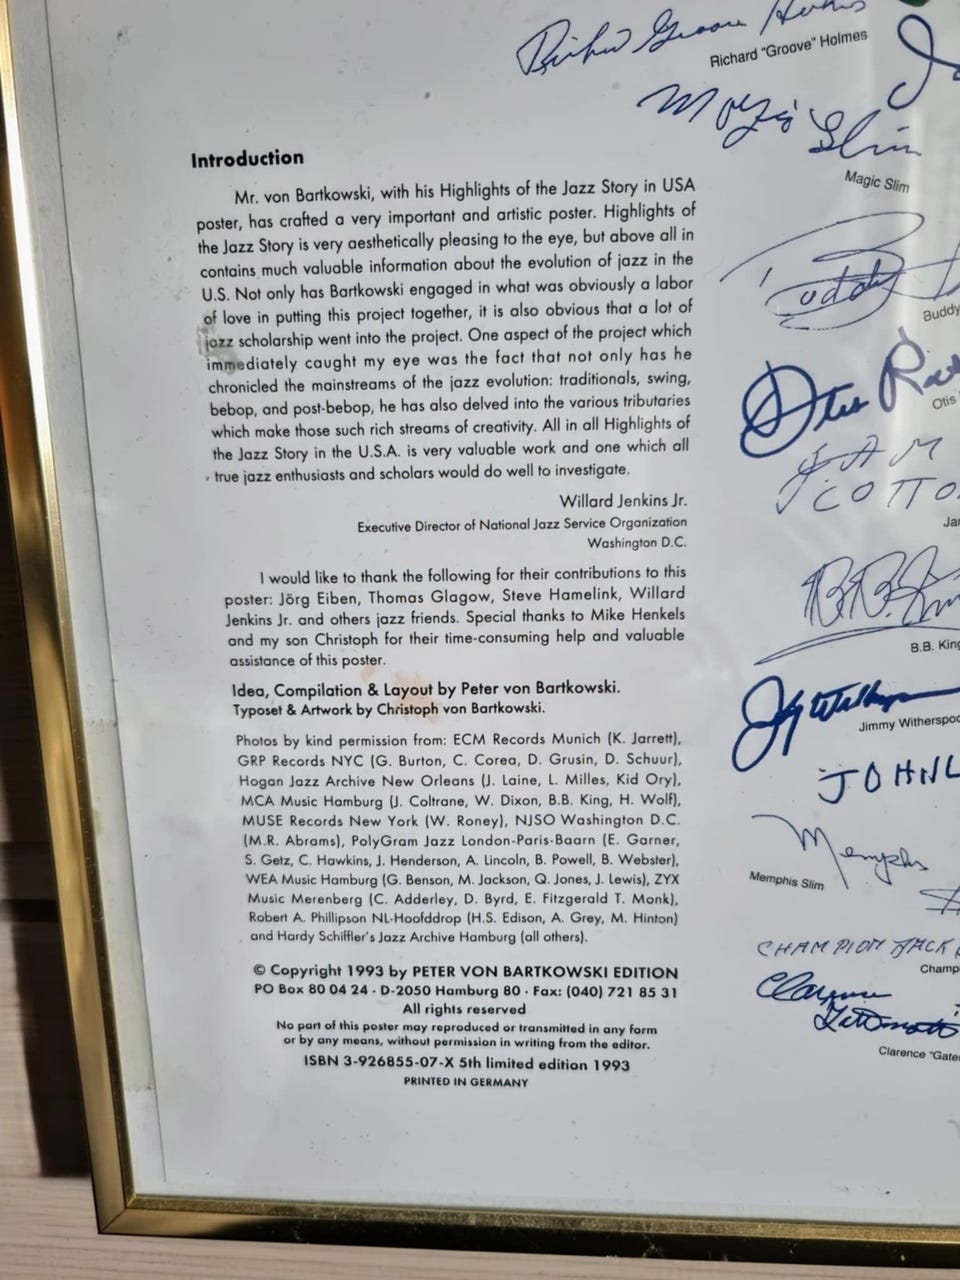 Richard "Groove" Holmes
Magic Slim
Introduction
Mr. von Bartkowski, with his Highlights of the Jazz Story in USA
poster, has crafted a very important and artistic poster. Highlights of
the Jazz Story is very aesthetically pleasing to the eye, but above all in
contains much valuable information about the evolution of jazz in the
U.S. Not only has Bartkowski engaged in what was obviously a labor
of love in putting this project together, it is also obvious that a lot of
jazz scholarship went into the project. One aspect of the project which
immediately caught my eye was the fact that not only has he
chronicled the mainstreams of the jazz evolution: traditionals, swing,
bebop, and post-bebop, he has also delved into the various tributaries
which make those such rich streams of creativity. All in all Highlights of
the Jazz Story in the U.S.A. is very valuable work and one which all
true jazz enthusiasts and scholars would do well to investigate.
Willard Jenkins Jr.
Executive Director of National Jazz Service Organization
Washington D.C.
I would like to thank the following for their contributions to this
poster: Jörg Eiben, Thomas Glagow, Steve Hamelink, Willard
Jenkins Jr. and others jazz friends. Special thanks to Mike Henkels
and my son Christoph for their time-consuming help and valuable
assistance of this poster.
Idea, Compilation & Layout by Peter von Bartkowski.
Typoset & Artwork by Christoph von Bartkowski.
Photos by kind permission from: ECM Records Munich (K. Jarrett),
GRP Records NYC (G. Burton, C. Corea, D. Grusin, D. Schuur),
Hogan Jazz Archive New Orleans (J. Laine, L. Milles, Kid Ory),
MCA Music Hamburg (J. Coltrane, W. Dixon, B.B. King, H. Wolf),
MUSE Records New York (W. Roney), NJSO Washington D.C.
(M.R. Abrams), PolyGram Jazz London-Paris-Baarn (E. Garner,
S. Getz, C. Hawkins, J. Henderson, A. Lincoln, B. Powell, B. Webster),
WEA Music Hamburg (G. Benson, M. Jackson, Q. Jones, J. Lewis), ZYX
Music Merenberg (C. Adderley, D. Byrd, E. Fitzgerald T. Monk),
Robert A. Phillipson NL-Hoofddrop (H.S. Edison, A. Grey, M. Hinton)
and Hardy Schiffler's Jazz Archive Hamburg (all others).
© Copyright 1993 by PETER VON BARTKOWSKI EDITION
PO Box 80 04 24 · D-2050 Hamburg 80 · Fax: (040) 721 85 31
All rights reserved
No part of this poster may reproduced or transmitted in any form
or by any means, without permission in writing from the editor.
ISBN 3-926855-07-X 5th limited edition 1993
PRINTED IN GERMANY
Buddy
Otis
JAM
COTTO
Jan
B.B. King
B.B. King
Jimmy Witherspoo
JOHN L
Memphis
Memphis Slim
CHAMPION JACK
Champ
Clarence
Clarence "Gate